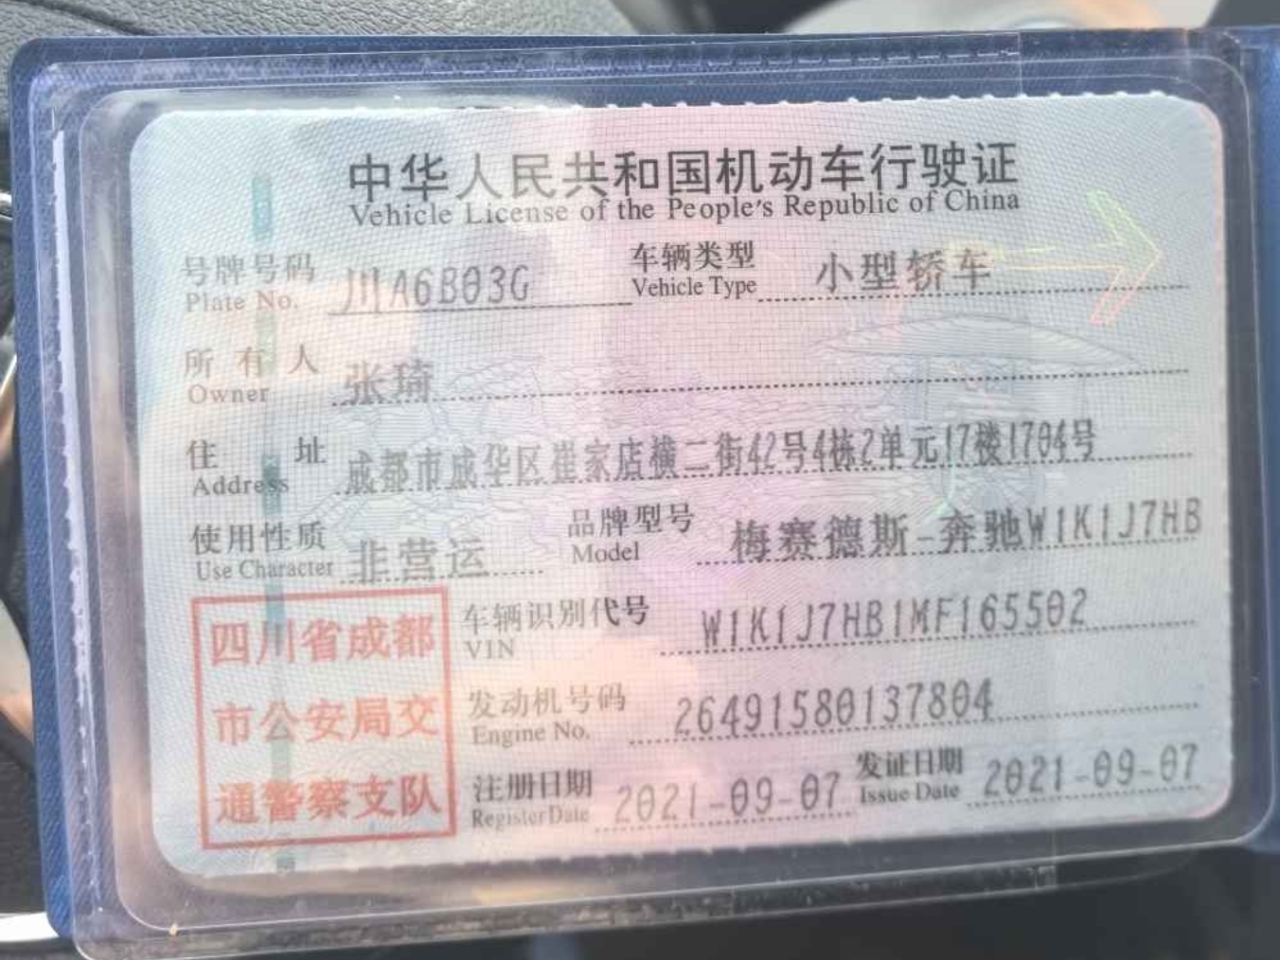 中华人民共和国机动车行驶证
Vehicle License of the People's Republic of China
号牌号码 川A6B03G 车辆类型 小型轿车
Plate No. Vehicle Type
所有人 张琦
Owner
住址 成都市成华区崔家店横二街42号4栋2单元17楼1704号
Address
使用性质 非营运 品牌型号 梅赛德斯-奔驰W1K1J7HB
Use Character Model
车辆识别代号 W1K1J7HB1MF165502
VIN
发动机号码 26491580137804
Engine No.
注册日期 2021-09-07 发证日期 2021-09-07
Register Date Issue Date
四川省成都
市公安局交
通警察支队